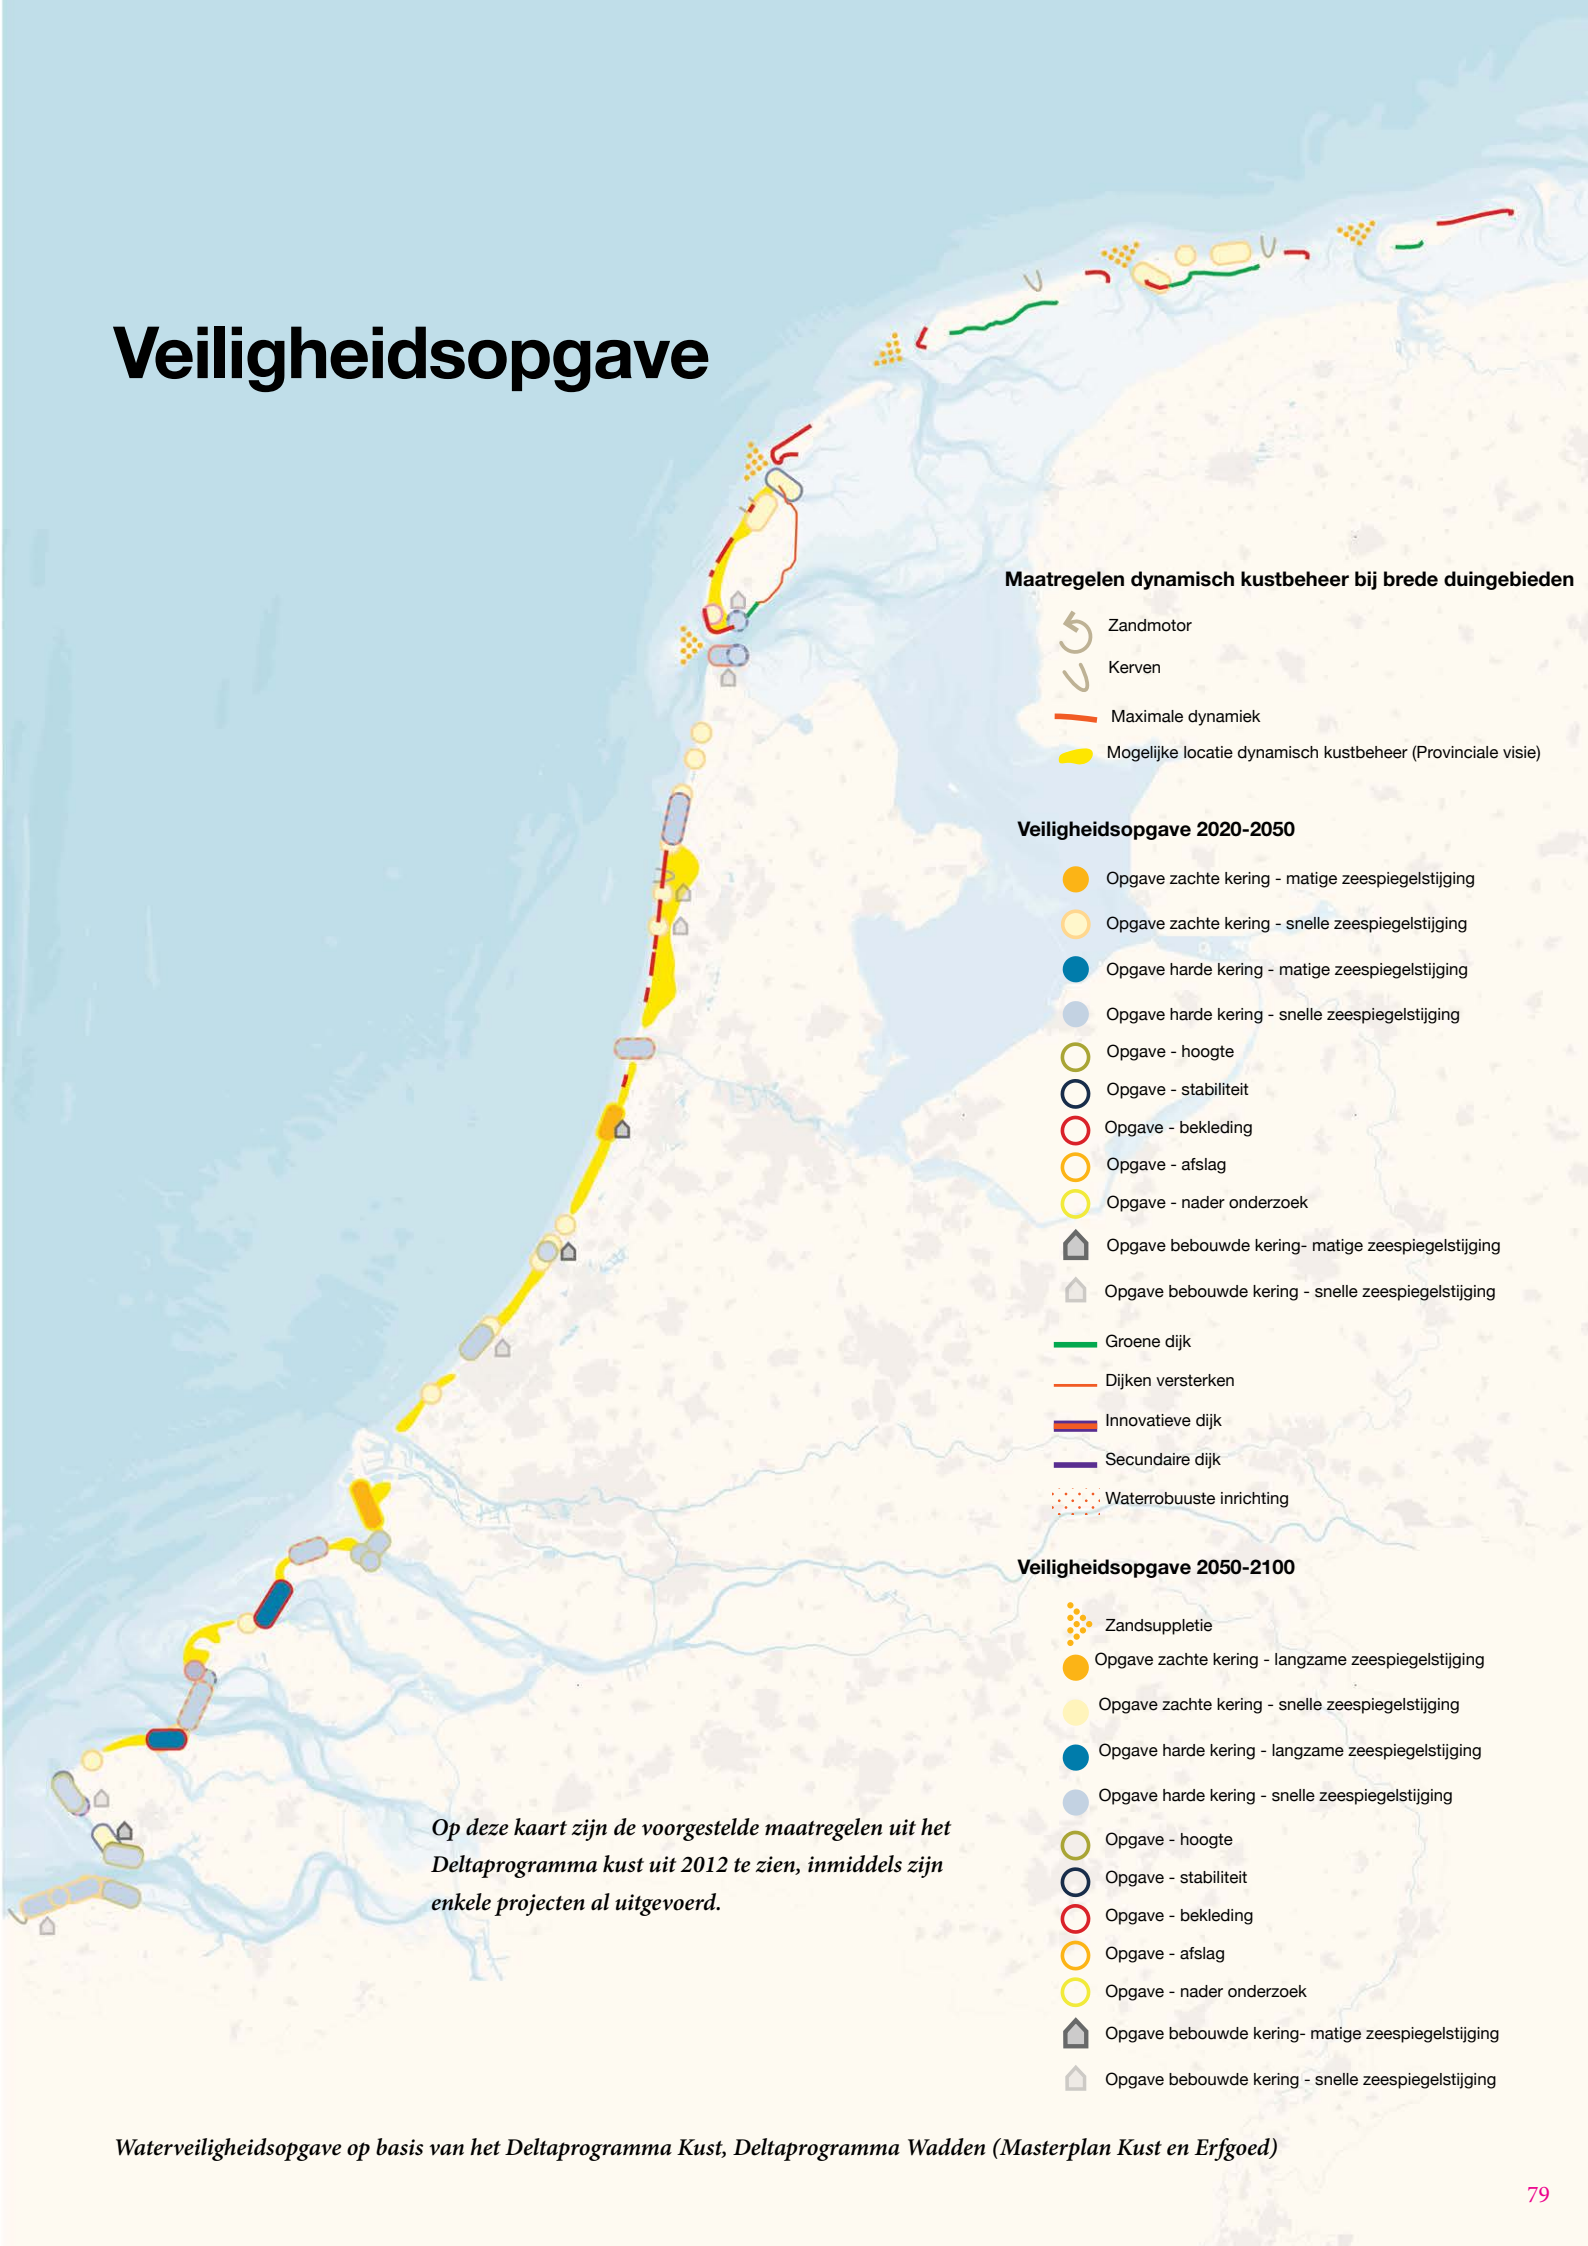 Veiligheidsopgave
Maatregelen dynamisch kustbeheer bij brede duingebieden
Zandmotor
Kerven
Maximale dynamiek
Mogelijke locatie dynamisch kustbeheer (Provinciale visie)
Veiligheidsopgave 2020-2050
Opgave zachte kering - matige zeespiegelstijging
Opgave zachte kering - snelle zeespiegelstijging
Opgave harde kering - matige zeespiegelstijging
Opgave harde kering - snelle zeespiegelstijging
Opgave - hoogte
Opgave - stabiliteit
Opgave - bekleding
Opgave - afslag
Opgave - nader onderzoek
Opgave bebouwde kering- matige zeespiegelstijging
Opgave bebouwde kering - snelle zeespiegelstijging
Groene dijk
Dijken versterken
Innovatieve dijk
Secundaire dijk
Waterrobuuste inrichting
Veiligheidsopgave 2050-2100
Zandsuppletie
Opgave zachte kering - langzame zeespiegelstijging
Opgave zachte kering - snelle zeespiegelstijging
Opgave harde kering - langzame zeespiegelstijging
Opgave harde kering - snelle zeespiegelstijging
Opgave - hoogte
Opgave - stabiliteit
Opgave - bekleding
Opgave - afslag
Opgave - nader onderzoek
Opgave bebouwde kering- matige zeespiegelstijging
Opgave bebouwde kering - snelle zeespiegelstijging
Op deze kaart zijn de voorgestelde maatregelen uit het
Deltaprogramma kust uit 2012 te zien, inmiddels zijn
enkele projecten al uitgevoerd.
Waterveiligheidsopgave op basis van het Deltaprogramma Kust, Deltaprogramma Wadden (Masterplan Kust en Erfgoed)
79